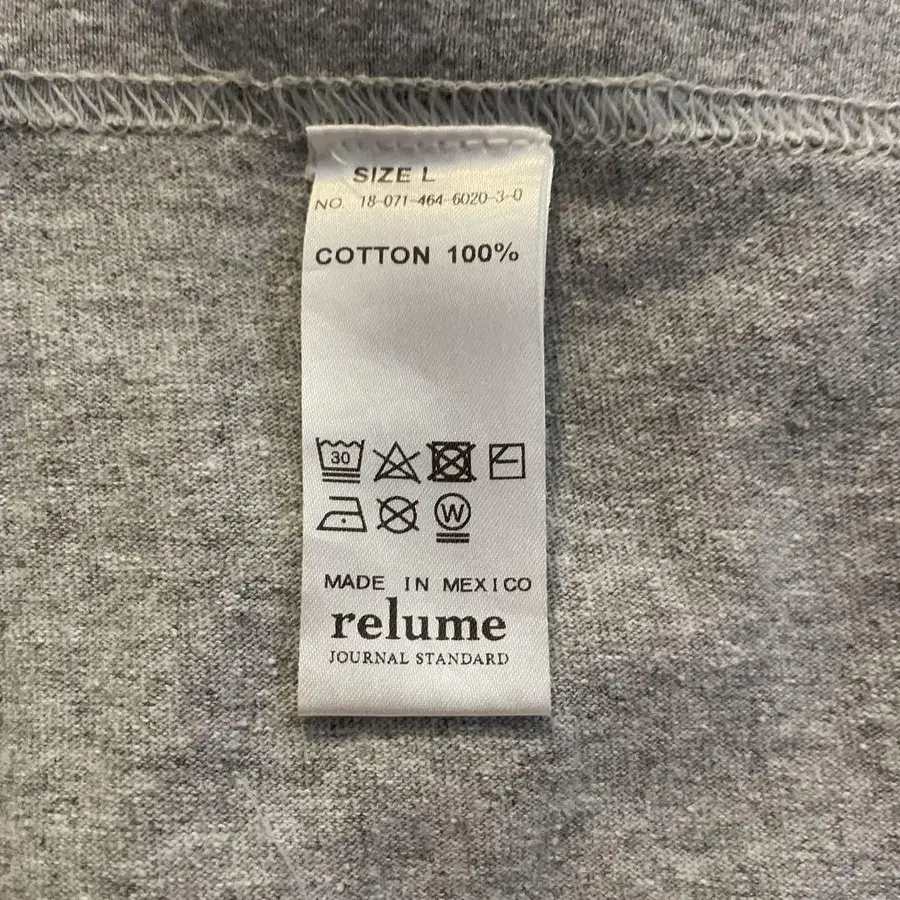 SIZE L
NO. 18-071-464-6020-3-0
COTTON 100%
30
W
MADE IN MEXICO
relume
JOURNAL STANDARD